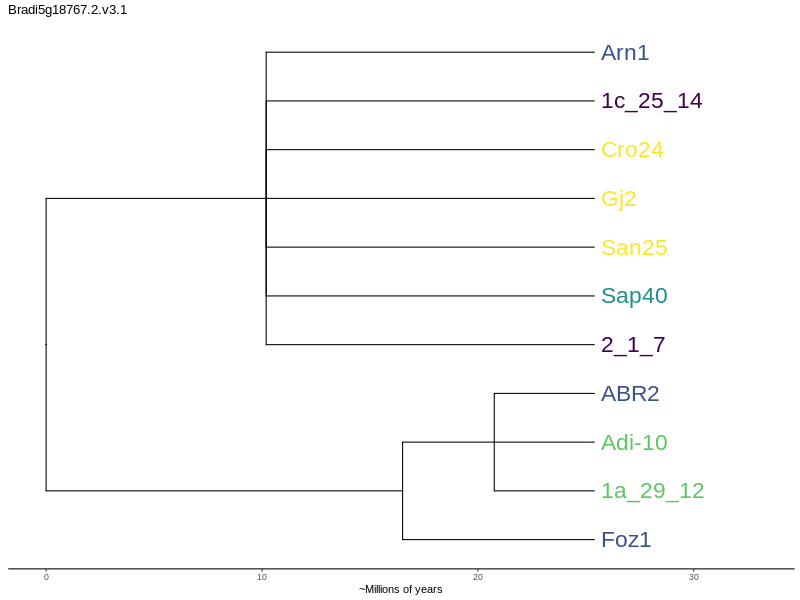 Bradi5g18767.2.v3.1
Arn1
1c_25_14
Cro24
Gj2
San25
Sap40
2_1_7
ABR2
Adi-10
1a_29_12
Foz1
0 10 20 30
~Millions of years